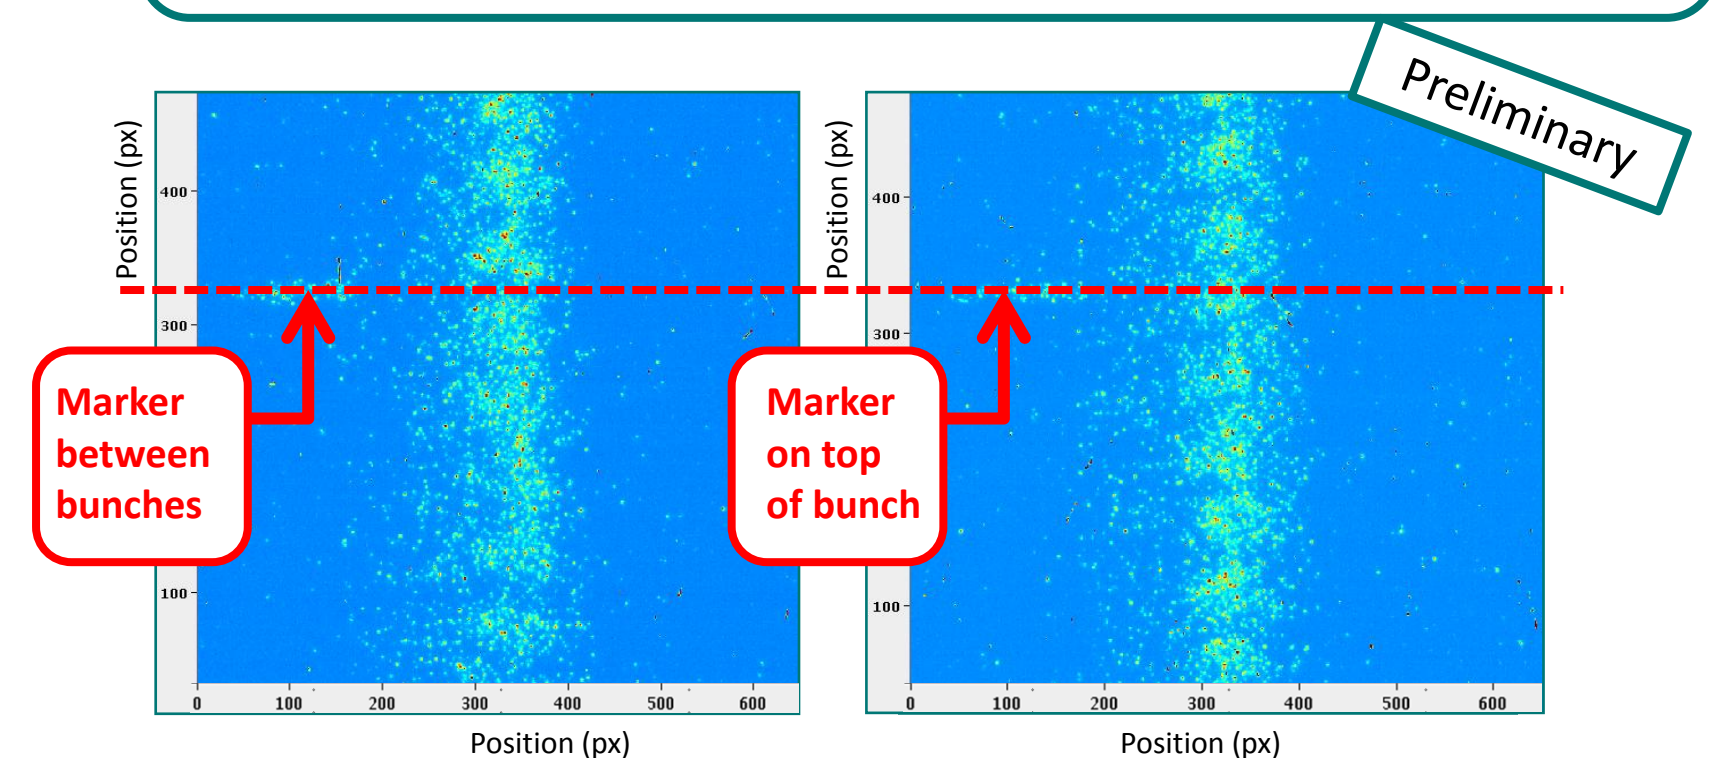 Preliminary
Position (px)
400
300
100
Marker
between
bunches
0 100 200 300 400 500 600
Position (px)
Position (px)
400
300
100
Marker
on top
of bunch
0 100 200 300 400 500 600
Position (px)